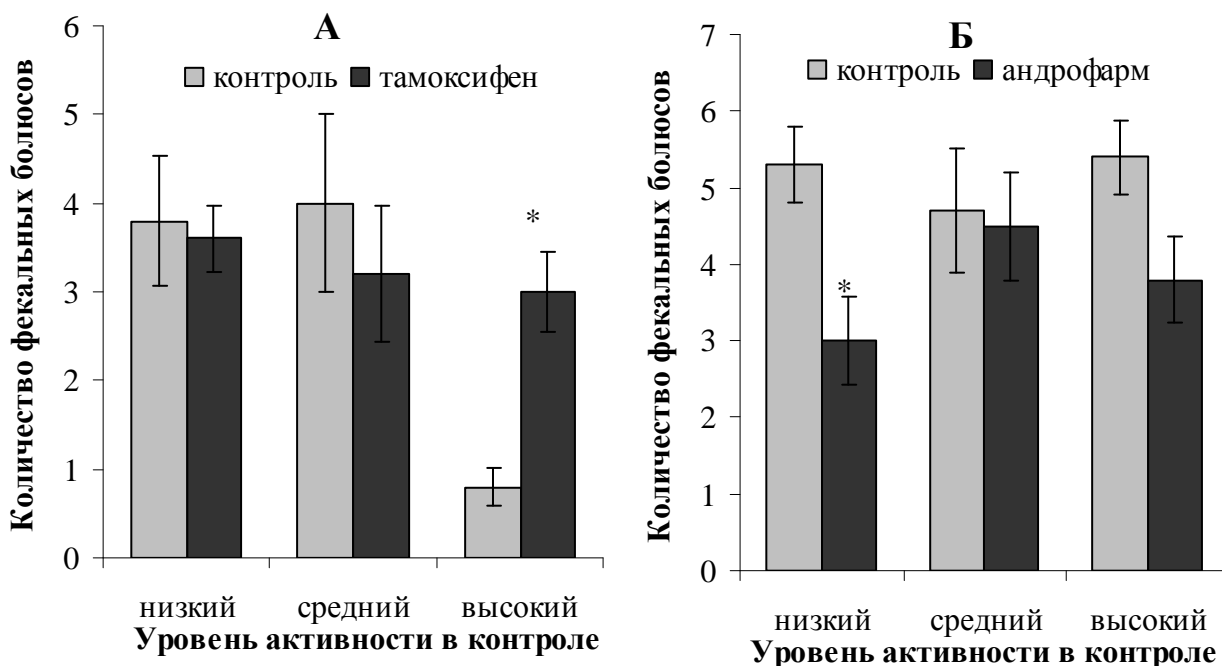 А
контроль тамоксифен
Количество фекальных болюсов
6
5
4
3
2
1
0
*
низкий средний высокий
Уровень активности в контроле
Б
контроль андрофарм
Количество фекальных болюсов
7
6
5
4
3
2
1
0
*
низкий средний высокий
Уровень активности в контроле